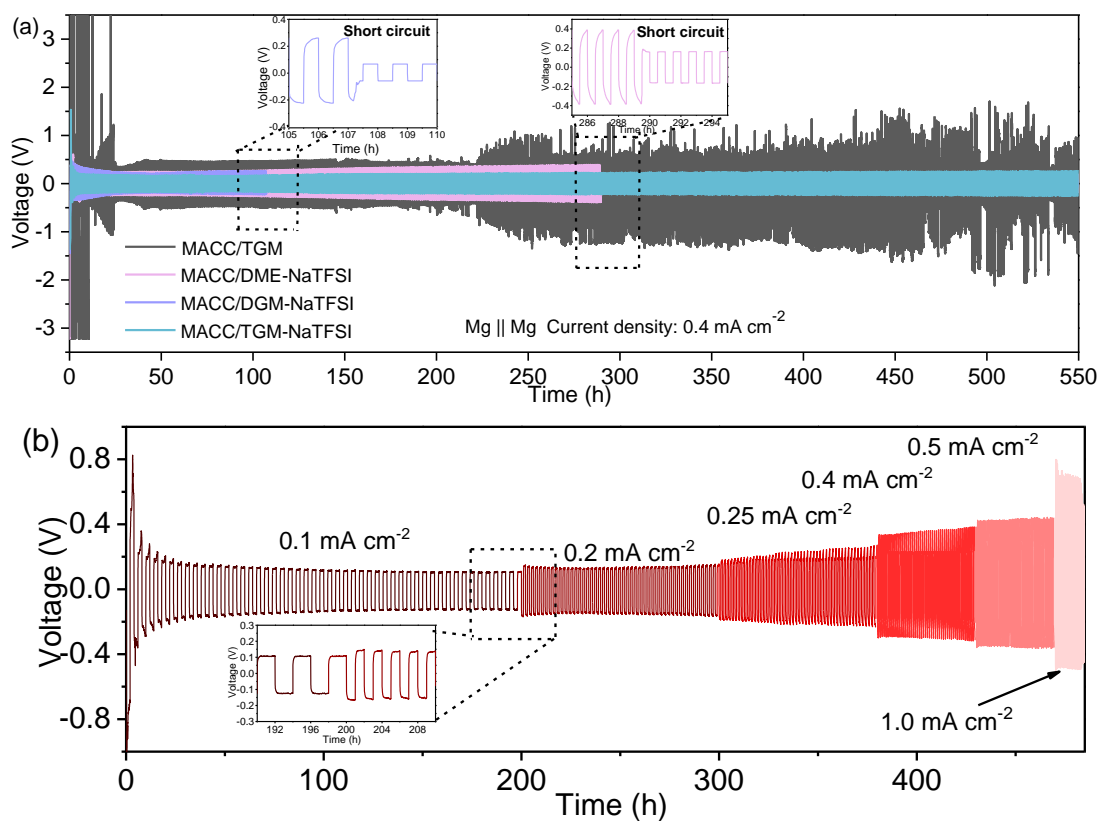 (a)
Voltage (V)
3
2
1
0
-1
-2
-3
0 50 100 150 200 250 300 350 400 450 500 550
Time (h)
Short circuit
Voltage (V)
0.4
0.2
0.0
-0.2
-0.4
105 106 107 108 109 110
Time (h)
Short circuit
Voltage (V)
0.4
0.2
0.0
-0.2
-0.4
286 288 290 292 294
Time (h)
MACC/TGM
MACC/DME-NaTFSI
MACC/DGM-NaTFSI
MACC/TGM-NaTFSI
Mg || Mg Current density: 0.4 mA cm⁻²
(b)
Voltage (V)
0.8
0.4
0.0
-0.4
-0.8
0 100 200 300 400
Time (h)
0.1 mA cm⁻²
0.2 mA cm⁻²
0.25 mA cm⁻²
0.4 mA cm⁻²
0.5 mA cm⁻²
1.0 mA cm⁻²
Voltage (V)
0.3
0.2
0.1
0.0
-0.1
-0.2
-0.3
192 196 200 204 208
Time (h)